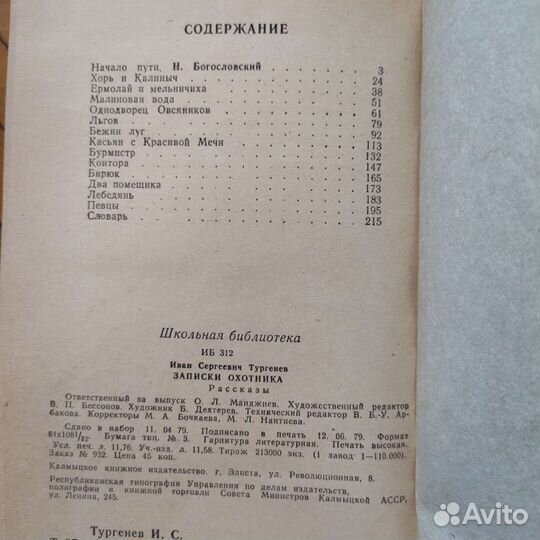 СОДЕРЖАНИЕ
Начало пути, Н. Богословский . . . . . . . 3
Хорь и Калиныч . . . . . . . 24
Ермолай и мельничиха . . . . . . . 38
Малиновая вода . . . . . . . 51
Однодворец Овсяников . . . . . . . 61
Льгов . . . . . . . 79
Бежин луг . . . . . . . 92
Касьян с Красивой Мечи . . . . . . . 113
Бурмистр . . . . . . . 132
Контора . . . . . . . 147
Бирюк . . . . . . . 165
Два помещика . . . . . . . 173
Лебедянь . . . . . . . 183
Певцы . . . . . . . 195
Словарь . . . . . . . 215
Школьная библиотека
ИБ 312
Иван Сергеевич Тургенев
ЗАПИСКИ ОХОТНИКА
Рассказы
Ответственный за выпуск О. Л. Манджиев. Художественный редактор
В. П. Бессонов. Художник Б. Дехтерев. Технический редактор В. Б.-У. Ар-
бакова. Корректоры М. А. Бочкаева, М. Л. Нантиева.
Сдано в набор 11. 04 79. Подписано в печать 12. 06. 79. Формат
81х108 1/32. Бумага тип. № 3. Гарнитура литературная. Печать высокая.
Усл. печ. л. 11,76. Уч.-изд. л. 11,58. Тираж 213000 экз. (1 завод 1—110.000).
Заказ № 932. Цена 45 коп.
Калмыцкое книжное издательство, г. Элиста, ул. Революционная, 8.
Республиканская типография Управления по делам издательств,
полиграфии и книжной торговли Совета Министров Калмыцкой АССР,
ул. Ленина, 245.
Тургенев И. С.
Avito